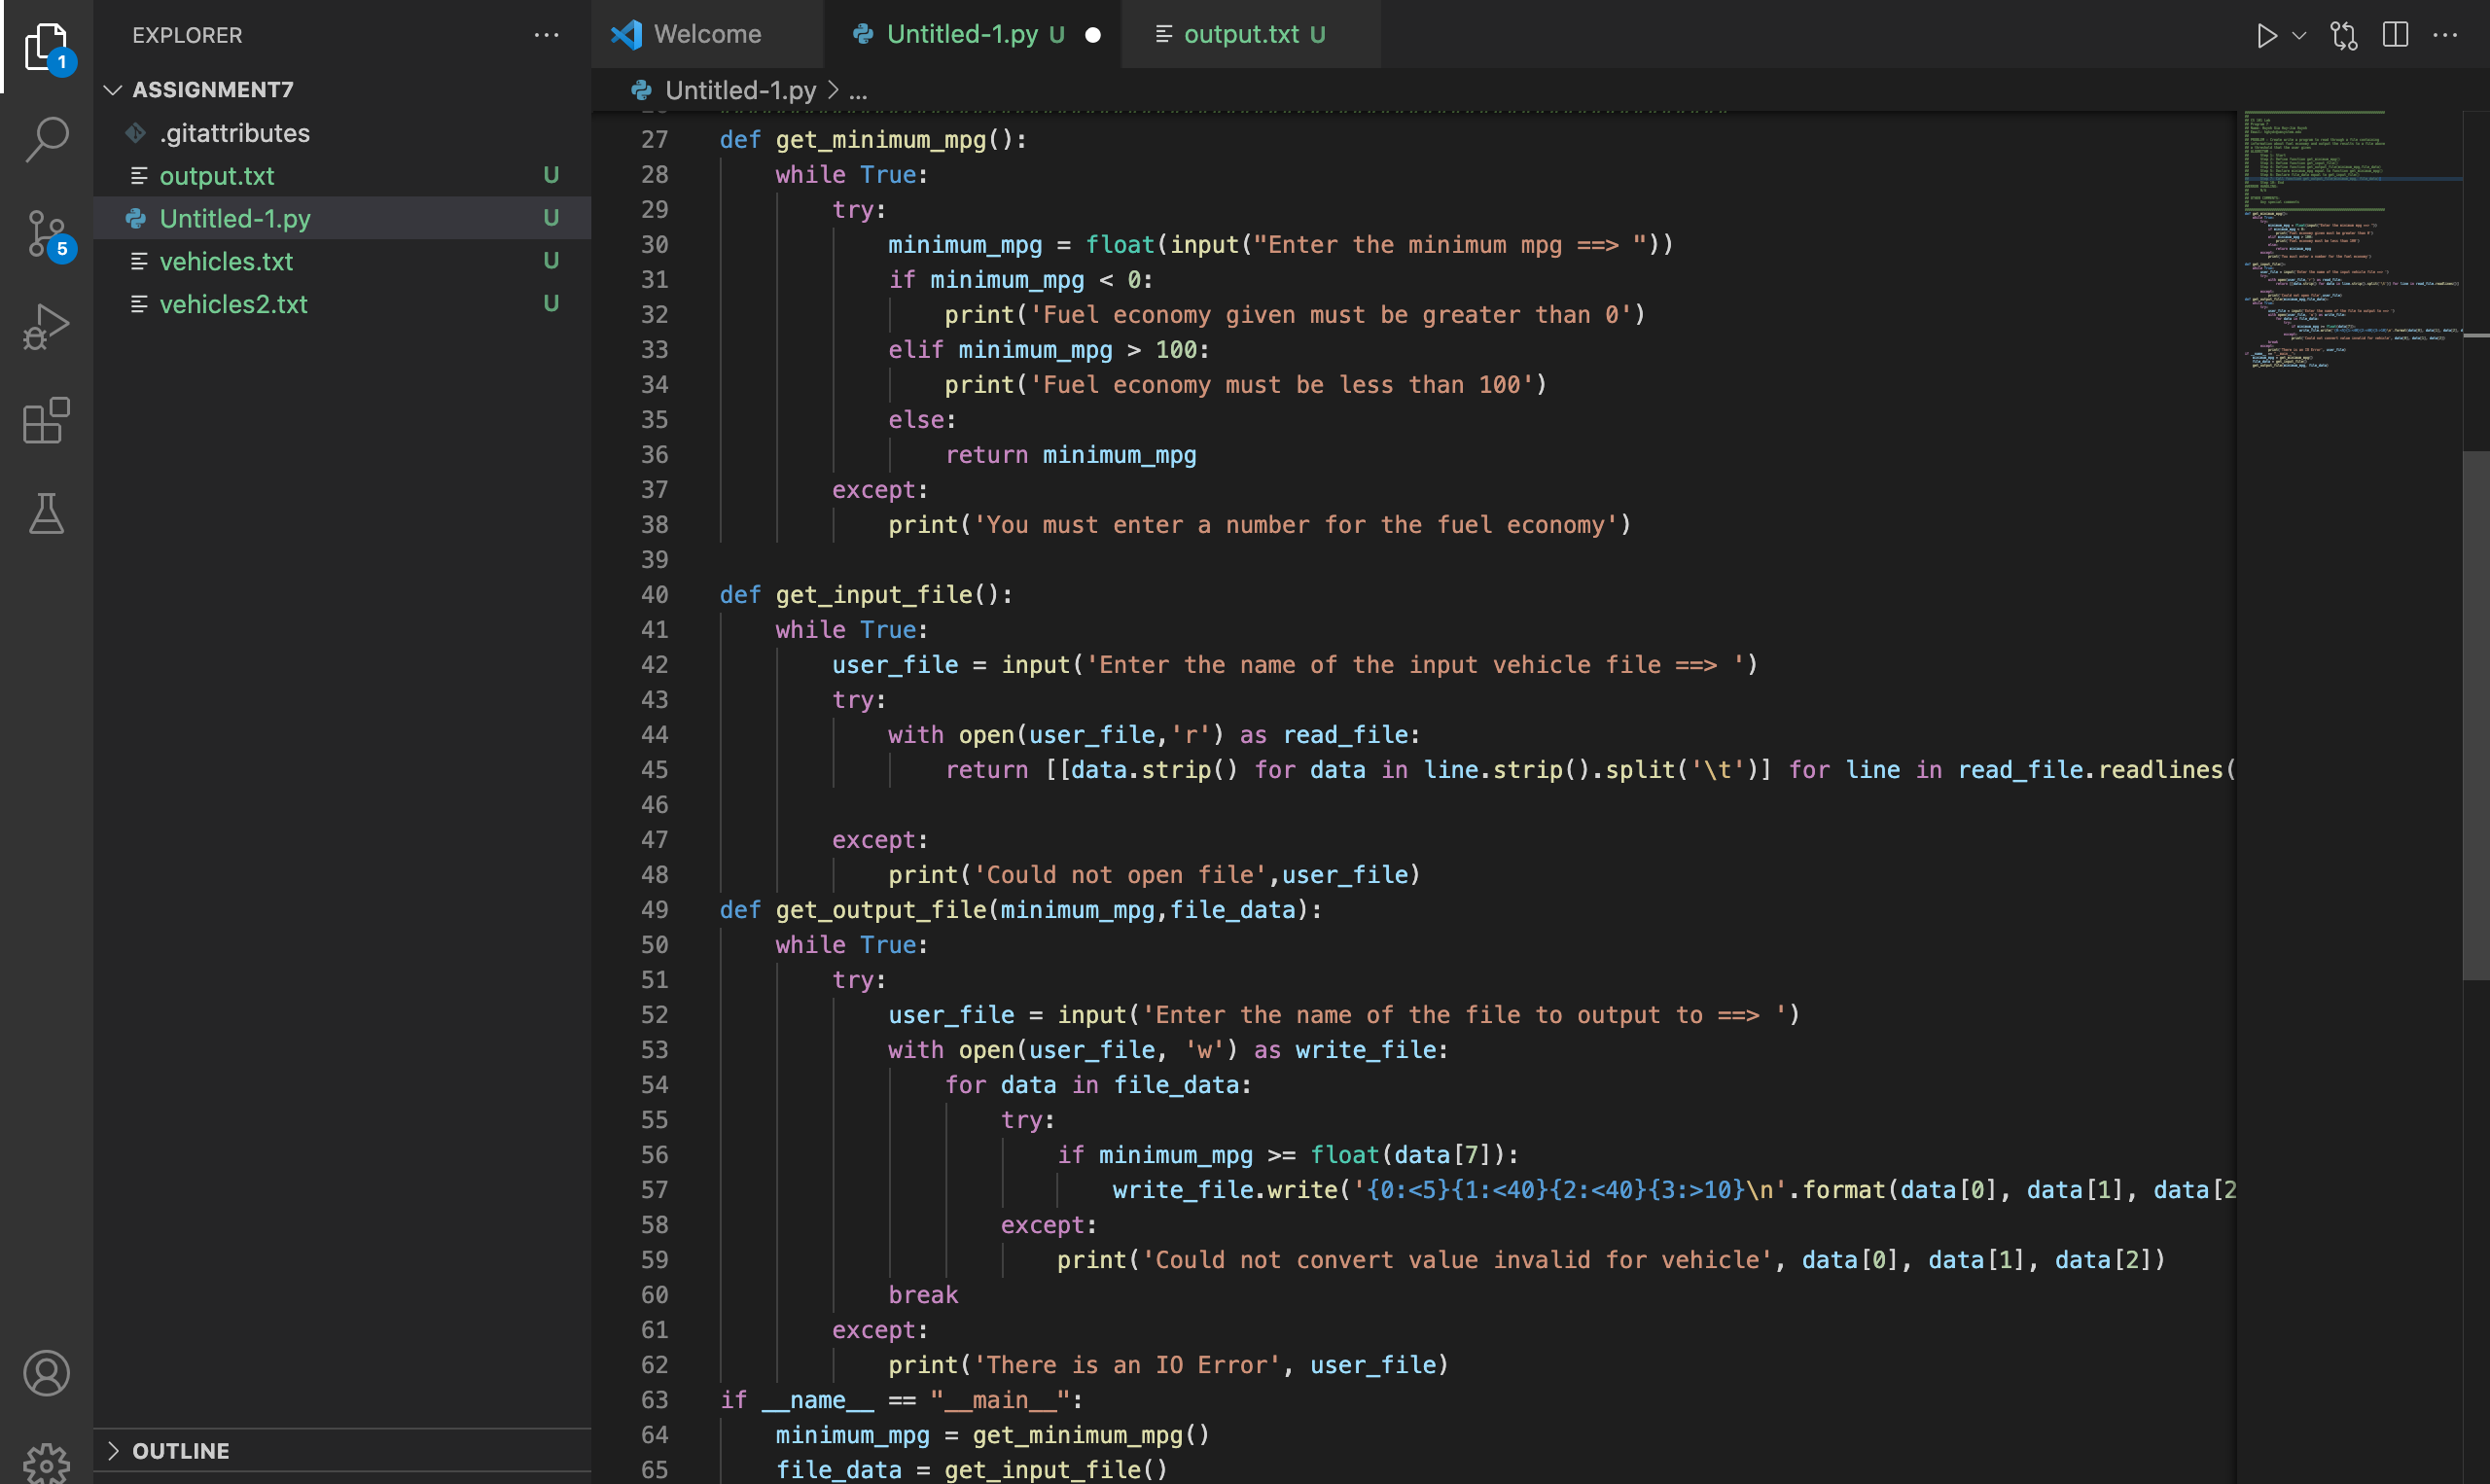 EXPLORER
Welcome
Untitled-1.py U
output.txt U
1
ASSIGNMENT7
Untitled-1.py > ...
.gitattributes
output.txt U
Untitled-1.py U
5
vehicles.txt U
vehicles2.txt U
27 def get_minimum_mpg():
28 while True:
29 try:
30 minimum_mpg = float(input("Enter the minimum mpg ==> "))
31 if minimum_mpg < 0:
32 print('Fuel economy given must be greater than 0')
33 elif minimum_mpg > 100:
34 print('Fuel economy must be less than 100')
35 else:
36 return minimum_mpg
37 except:
38 print('You must enter a number for the fuel economy')
39
40 def get_input_file():
41 while True:
42 user_file = input('Enter the name of the input vehicle file ==> ')
43 try:
44 with open(user_file,'r') as read_file:
45 return [[data.strip() for data in line.strip().split('\t')] for line in read_file.readlines(
46
47 except:
48 print('Could not open file',user_file)
49 def get_output_file(minimum_mpg,file_data):
50 while True:
51 try:
52 user_file = input('Enter the name of the file to output to ==> ')
53 with open(user_file, 'w') as write_file:
54 for data in file_data:
55 try:
56 if minimum_mpg >= float(data[7]):
57 write_file.write('{0:<5}{1:<40}{2:<40}{3:>10}\n'.format(data[0], data[1], data[2
58 except:
59 print('Could not convert value invalid for vehicle', data[0], data[1], data[2])
60 break
61 except:
62 print('There is an IO Error', user_file)
63 if __name__ == "__main__":
64 minimum_mpg = get_minimum_mpg()
65 file_data = get_input_file()
OUTLINE